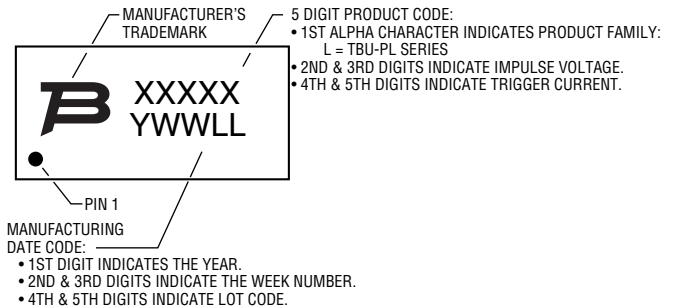 MANUFACTURER'S
TRADEMARK
5 DIGIT PRODUCT CODE:
• 1ST ALPHA CHARACTER INDICATES PRODUCT FAMILY:
L = TBU-PL SERIES
• 2ND & 3RD DIGITS INDICATE IMPULSE VOLTAGE.
• 4TH & 5TH DIGITS INDICATE TRIGGER CURRENT.
XXXXX
YWWLL
PIN 1
MANUFACTURING
DATE CODE:
• 1ST DIGIT INDICATES THE YEAR.
• 2ND & 3RD DIGITS INDICATE THE WEEK NUMBER.
• 4TH & 5TH DIGITS INDICATE LOT CODE.